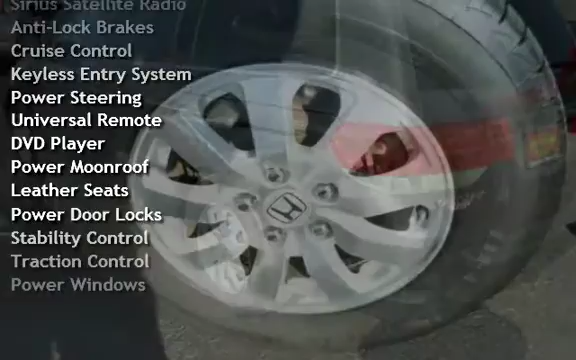 Sirius Satellite Radio
Anti-Lock Brakes
Cruise Control
Keyless Entry System
Power Steering
Universal Remote
DVD Player
Power Moonroof
Leather Seats
Power Door Locks
Stability Control
Traction Control
Power Windows